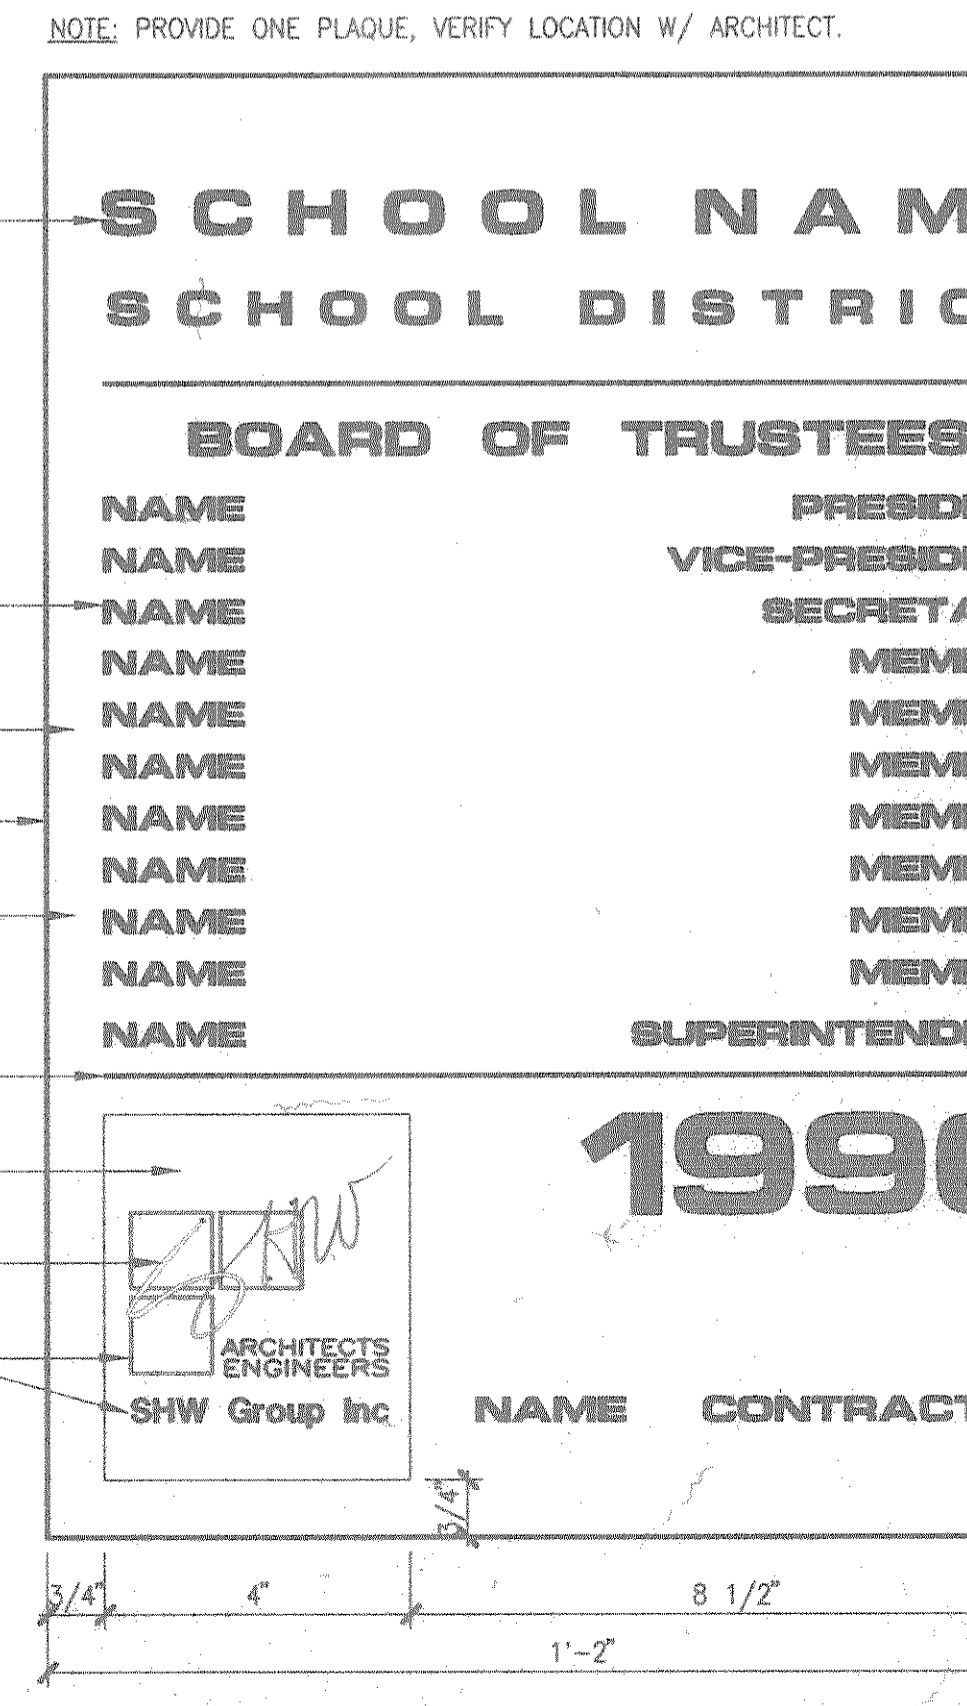 NOTE: PROVIDE ONE PLAQUE, VERIFY LOCATION W/ ARCHITECT.
SCHOOL NAM
SCHOOL DISTRIC
BOARD OF TRUSTEES
NAME PRESID
NAME VICE-PRESID
NAME SECRETA
NAME MEM
NAME MEM
NAME MEM
NAME MEM
NAME MEM
NAME MEM
NAME MEM
NAME SUPERINTEND
1990
ARCHITECTS
ENGINEERS
SHW Group Inc
NAME CONTRACT
3/4"
3/4" 4" 8 1/2"
1'-2"